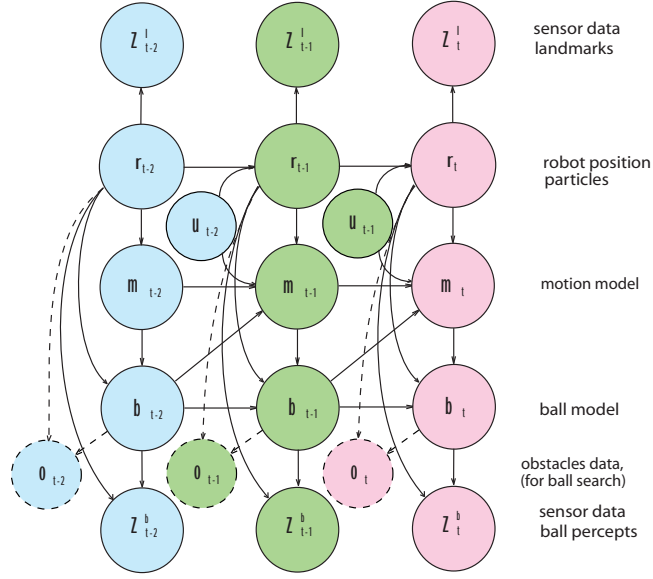 Z^l_{t-2} Z^l_{t-1} Z^l_t sensor data
landmarks
r_{t-2} r_{t-1} r_t robot position
particles
u_{t-2} u_{t-1}
m_{t-2} m_{t-1} m_t motion model
b_{t-2} b_{t-1} b_t ball model
o_{t-2} o_{t-1} o_t obstacles data,
(for ball search)
Z^b_{t-2} Z^b_{t-1} Z^b_t sensor data
ball percepts